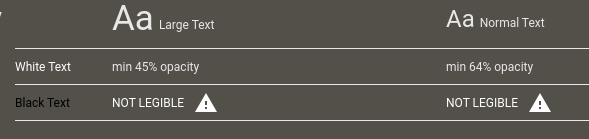 Aa Large Text Aa Normal Text
White Text min 45% opacity min 64% opacity
Black Text NOT LEGIBLE NOT LEGIBLE